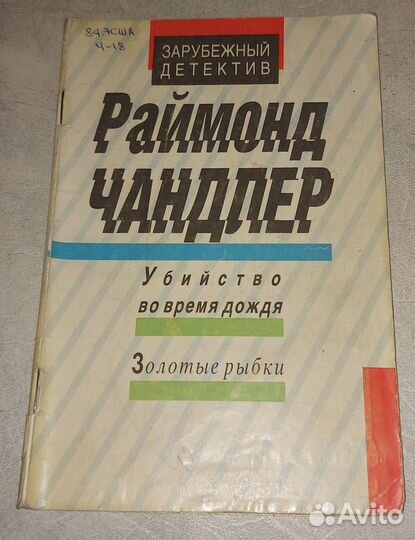 84.7США
Ч-18
ЗАРУБЕЖНЫЙ
ДЕТЕКТИВ
Раймонд
ЧАНДЛЕР
Убийство
во время дождя
Золотые рыбки
Avito